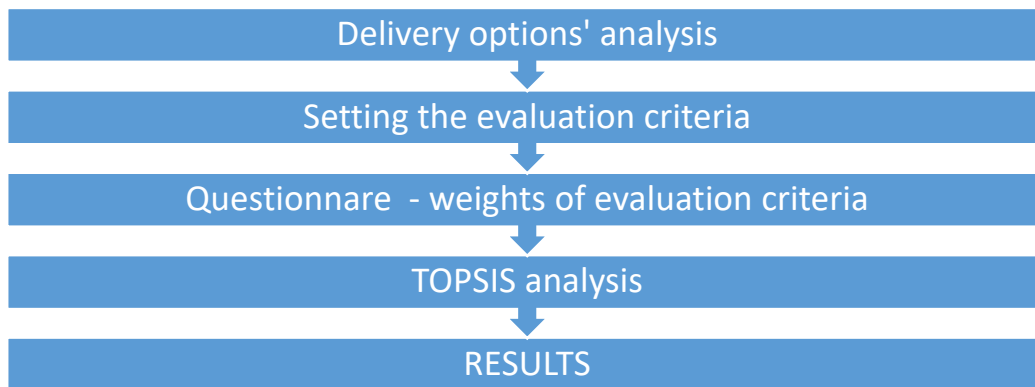 Delivery options' analysis
Setting the evaluation criteria
Questionnare - weights of evaluation criteria
TOPSIS analysis
RESULTS